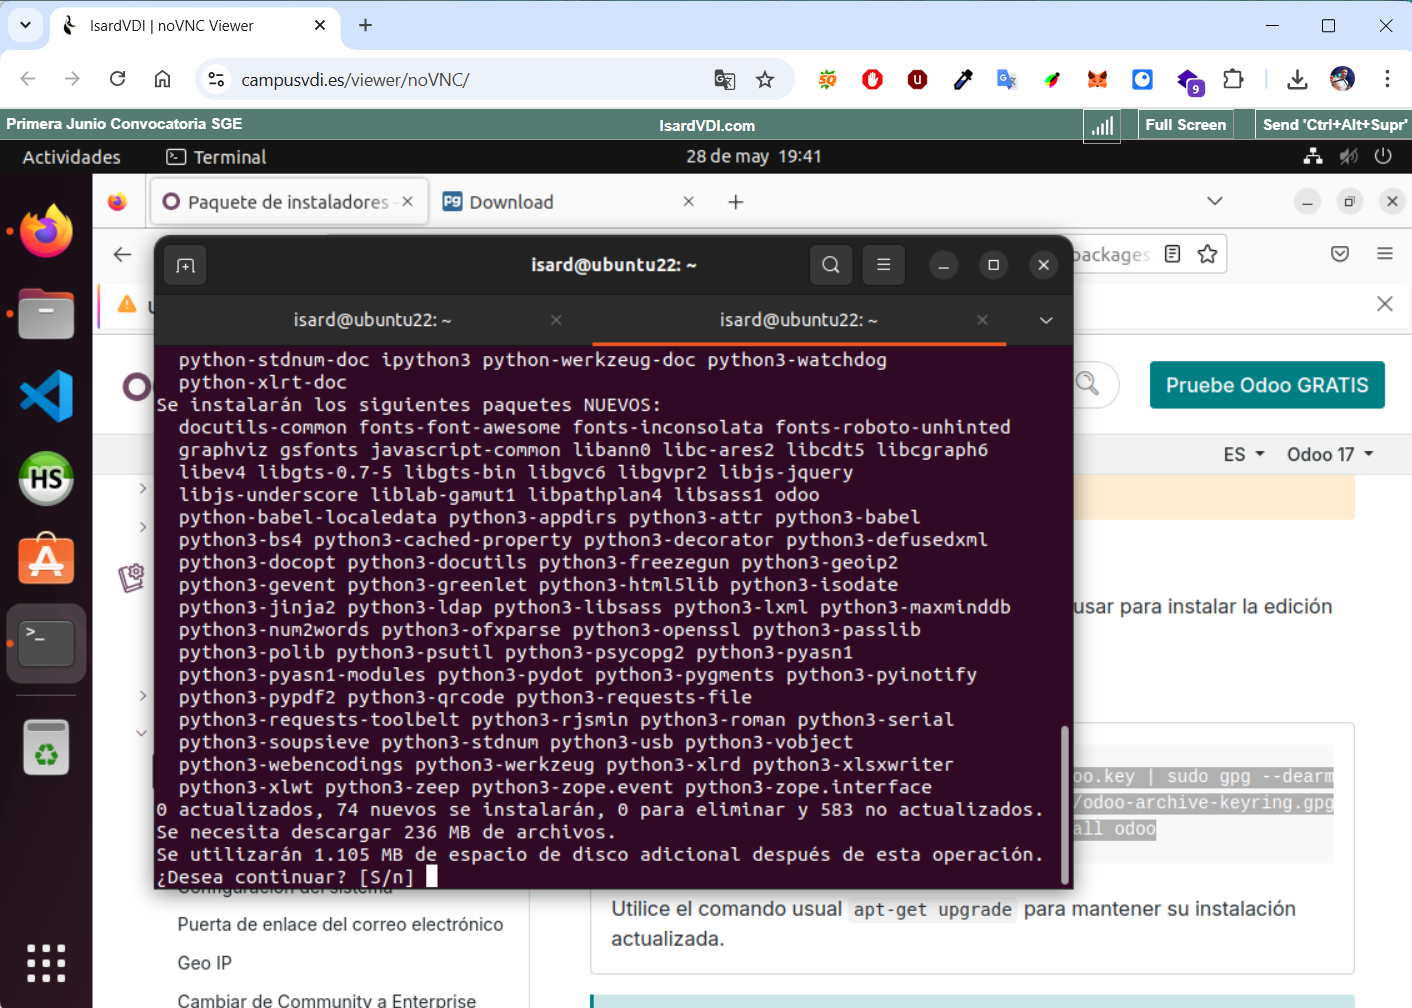 IsardVDI | noVNC Viewer
campusvdi.es/viewer/noVNC/
9
Primera Junio Convocatoria SGE
IsardVDI.com
Full Screen
Send 'Ctrl+Alt+Supr'
Actividades
Terminal
28 de may 19:41
Paquete de instaladores
Download
packages.
isard@ubuntu22: ~
isard@ubuntu22: ~
isard@ubuntu22: ~
python-stdnum-doc ipython3 python-werkzeug-doc python3-watchdog
python-xlrt-doc
Se instalarán los siguientes paquetes NUEVOS:
docutils-common fonts-font-awesome fonts-inconsolata fonts-roboto-unhinted
graphviz gsfonts javascript-common libann0 libc-ares2 libcdt5 libcgraph6
libev4 libgts-0.7-5 libgts-bin libgvc6 libgvpr2 libjs-jquery
libjs-underscore liblab-gamut1 libpathplan4 libsass1 odoo
python-babel-localedata python3-appdirs python3-attr python3-babel
python3-bs4 python3-cached-property python3-decorator python3-defusedxml
python3-docopt python3-docutils python3-freezegun python3-geoip2
python3-gevent python3-greenlet python3-html5lib python3-isodate
python3-jinja2 python3-ldap python3-libsass python3-lxml python3-maxminddb
python3-num2words python3-ofxparse python3-openssl python3-passlib
python3-polib python3-psutil python3-psycopg2 python3-pyasn1
python3-pyasn1-modules python3-pydot python3-pygments python3-pyinotify
python3-pypdf2 python3-qrcode python3-requests-file
python3-requests-toolbelt python3-rjsmin python3-roman python3-serial
python3-soupsieve python3-stdnum python3-usb python3-vobject
python3-webencodings python3-werkzeug python3-xlrd python3-xlsxwriter
python3-xlwt python3-zeep python3-zope.event python3-zope.interface
0 actualizados, 74 nuevos se instalarán, 0 para eliminar y 583 no actualizados.
Se necesita descargar 236 MB de archivos.
Se utilizarán 1.105 MB de espacio de disco adicional después de esta operación.
¿Desea continuar? [S/n]
Pruebe Odoo GRATIS
ES
Odoo 17
usar para instalar la edición
oo.key | sudo gpg --dearm
/odoo-archive-keyring.gpg
all odoo
Configuración del sistema
Puerta de enlace del correo electrónico
Geo IP
Cambiar de Community a Enterprise
Utilice el comando usual apt-get upgrade para mantener su instalación
actualizada.
HS